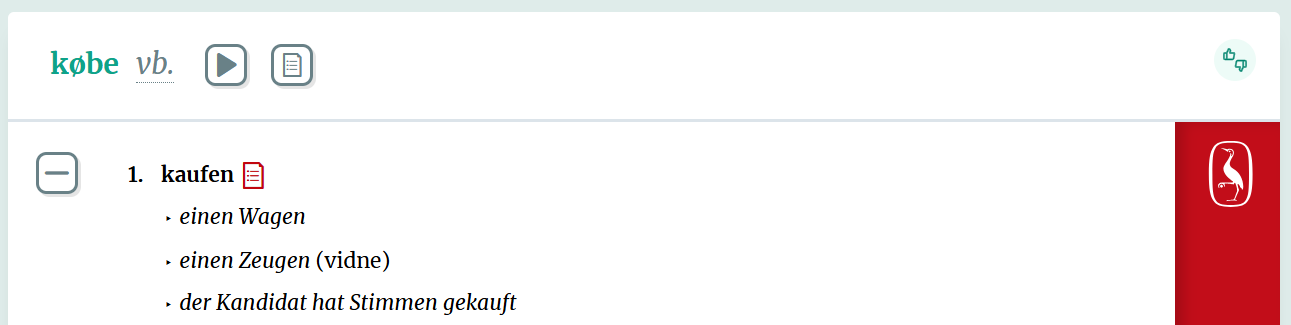 købe vb.
1. kaufen
‣ einen Wagen
‣ einen Zeugen (vidne)
‣ der Kandidat hat Stimmen gekauft